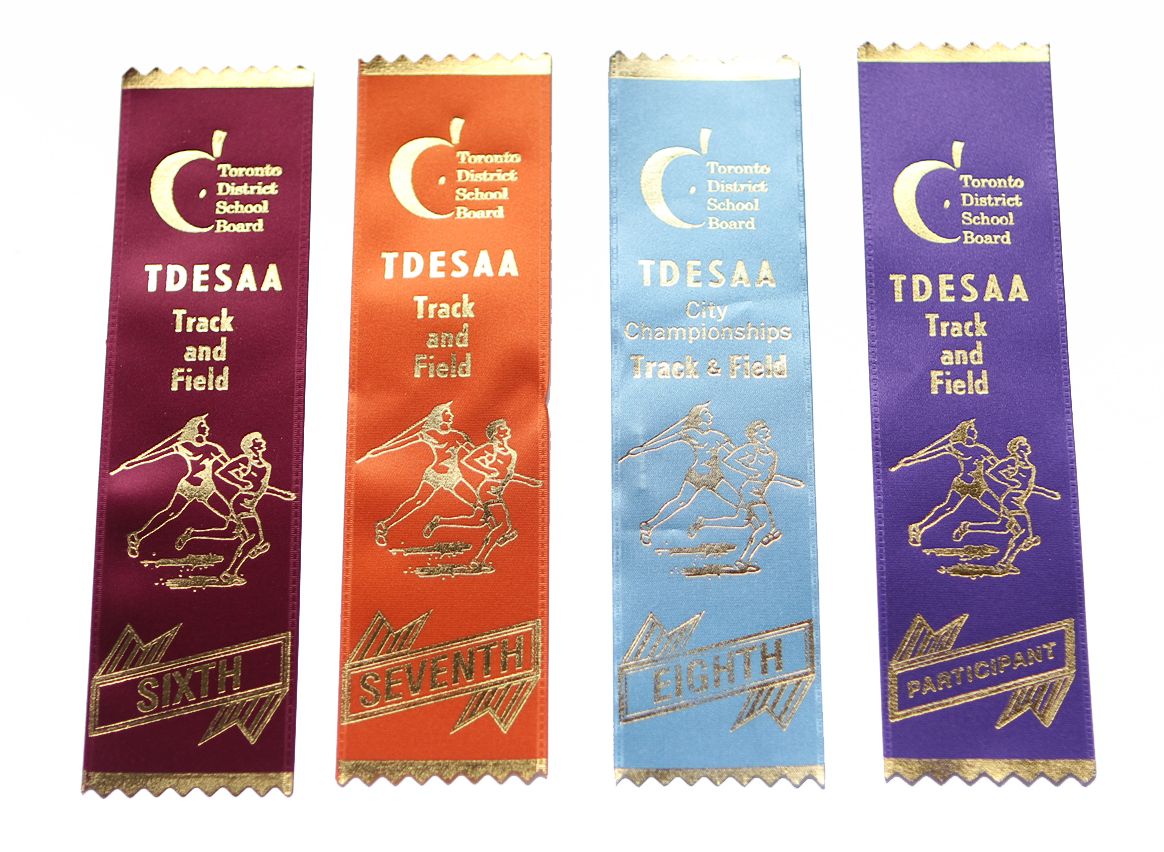 Toronto
District
School
Board
TDESAA
Track
and
Field
SIXTH
Toronto
District
School
Board
TDESAA
Track
and
Field
SEVENTH
Toronto
District
School
Board
TDESAA
City
Championships
Track & Field
EIGHTH
Toronto
District
School
Board
TDESAA
Track
and
Field
PARTICIPANT